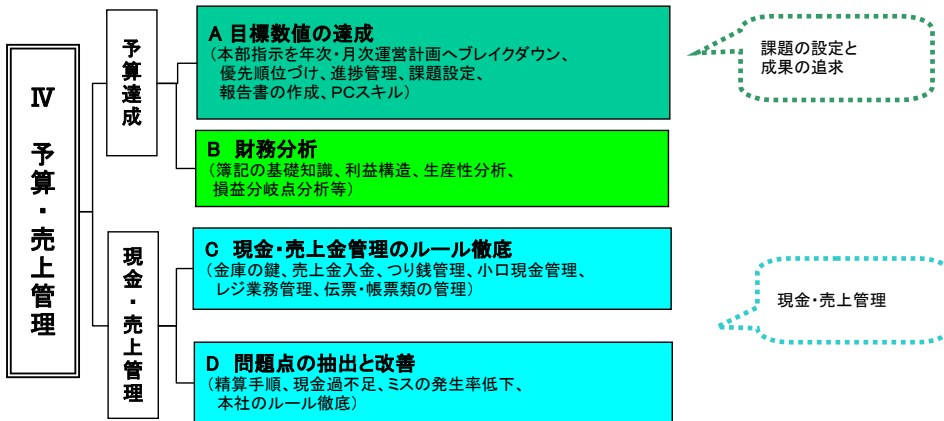 Ⅳ 予算・売上管理
予算達成
A 目標数値の達成
(本部指示を年次・月次運営計画へブレイクダウン、
優先順位づけ、進捗管理、課題設定、
報告書の作成、PCスキル)
課題の設定と
成果の追求
B 財務分析
(簿記の基礎知識、利益構造、生産性分析、
損益分岐点分析等)
現金・売上管理
C 現金・売上金管理のルール徹底
(金庫の鍵、売上金入金、つり銭管理、小口現金管理、
レジ業務管理、伝票・帳票類の管理)
現金・売上管理
D 問題点の抽出と改善
(精算手順、現金過不足、ミスの発生率低下、
本社のルール徹底)